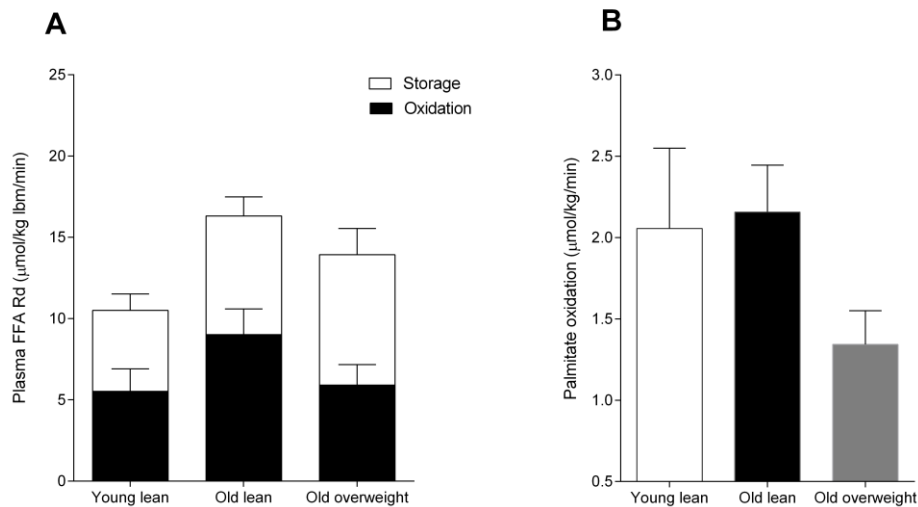 A
Plasma FFA Rd (μmol/kg lbm/min)
25
20
15
10
5
0
Storage
Oxidation
Young lean
Old lean
Old overweight
B
Palmitate oxidation (μmol/kg/min)
3.0
2.5
2.0
1.5
1.0
0.5
Young lean
Old lean
Old overweight